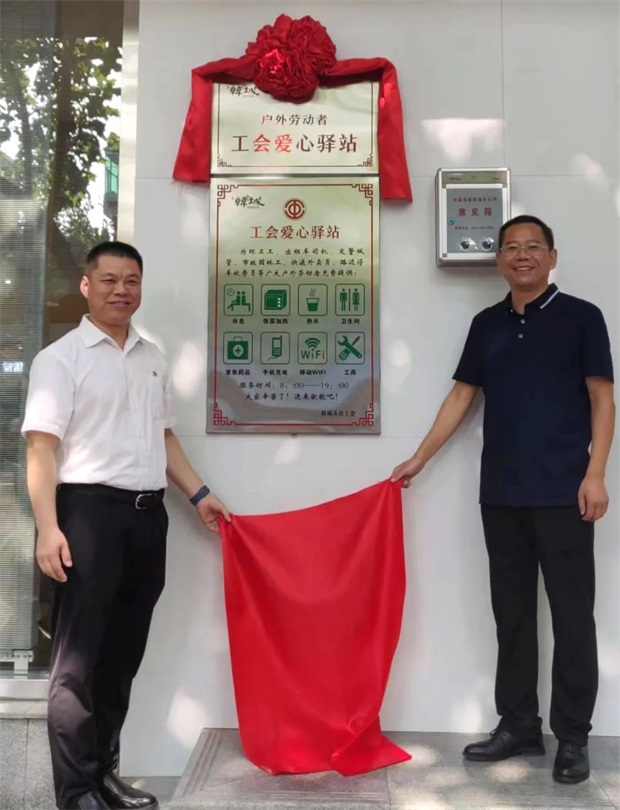 户外劳动者
工会爱心驿站
工会爱心驿站
为环卫工、出租车司机、交警城
管、市政园林工、快递外卖员、路边停
车收费员等广大户外劳动者免费提供：
休息 饭菜加热 热水 卫生间
WiFi
紧急药品 手机充电 移动WIFI 工具
服务时间：8：00——19：00
大家辛苦了！进来歇歇吧！
意见箱